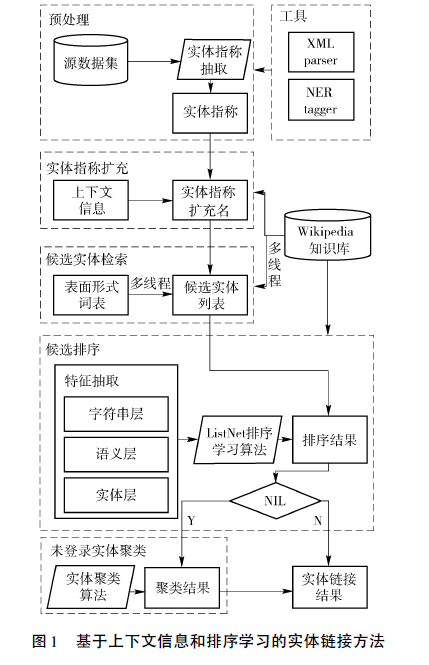 预处理
源数据集
实体指称
抽取
实体指称
工具
XML
parser
NER
tagger
实体指称扩充
上下文
信息
实体指称
扩充名
Wikipedia
知识库
多
线
程
候选实体检索
表面形式
词表
多线程
候选实体
列表
候选排序
特征抽取
字符串层
语义层
实体层
ListNet排序
学习算法
排序结果
NIL
Y
N
未登录实体聚类
实体聚类
算法
聚类结果
实体链接
结果
图1 基于上下文信息和排序学习的实体链接方法